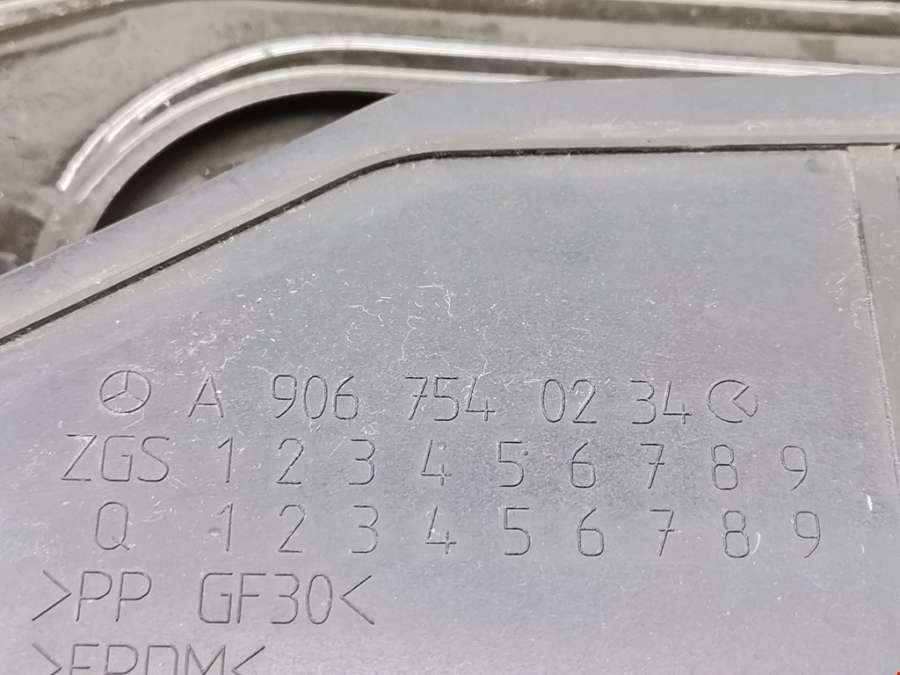 A 906 754 02 34
ZGS 1 2 3 4 5 6 7 8 9
Q 1 2 3 4 5 6 7 8 9
>PP GF30<
>EPDM<